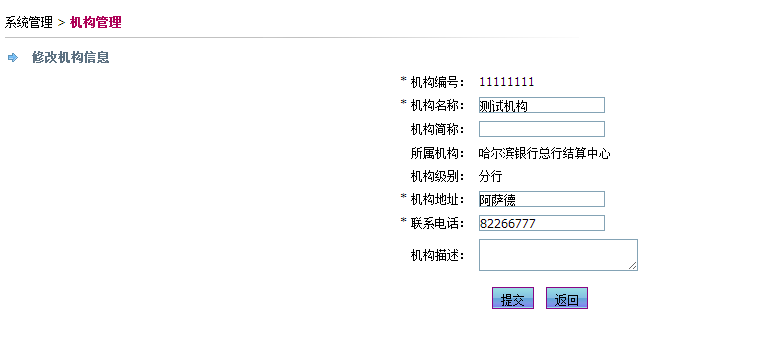 系统管理 > 机构管理
修改机构信息
* 机构编号: 11111111
* 机构名称: 测试机构
机构简称:
所属机构: 哈尔滨银行总行结算中心
机构级别: 分行
* 机构地址: 阿萨德
* 联系电话: 82266777
机构描述:
提交 返回